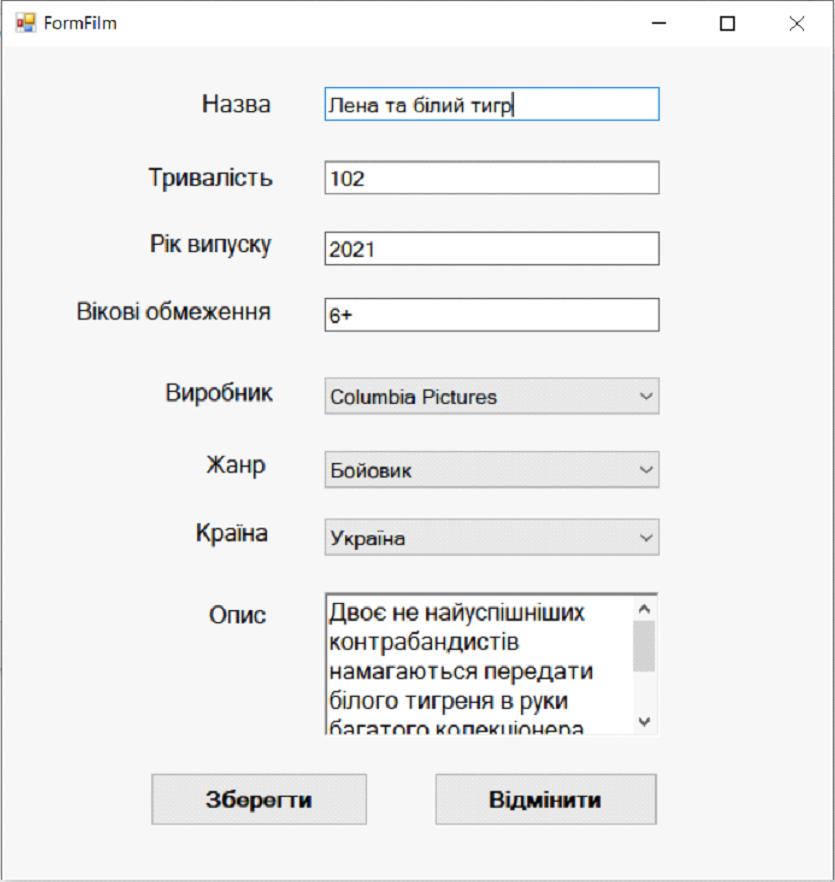 FormFilm
Назва Лена та білий тигр
Тривалість 102
Рік випуску 2021
Вікові обмеження 6+
Виробник Columbia Pictures
Жанр Бойовик
Країна Україна
Опис Двоє не найуспішніших
контрабандистів
намагаються передати
білого тигреня в руки
багатого колекціонера
Зберегти Відмінити